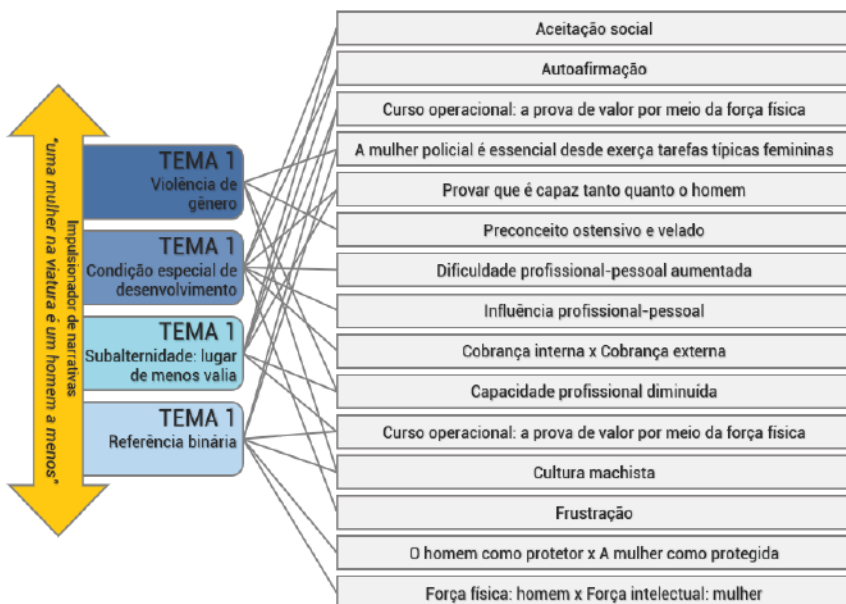 Impulsionador de narrativas
"uma mulher na viatura é um homem a menos"
TEMA 1
Violência de
gênero
TEMA 1
Condição especial de
desenvolvimento
TEMA 1
Subalternidade: lugar
de menos valia
TEMA 1
Referência binária
Aceitação social
Autoafirmação
Curso operacional: a prova de valor por meio da força física
A mulher policial é essencial desde exerça tarefas típicas femininas
Provar que é capaz tanto quanto o homem
Preconceito ostensivo e velado
Dificuldade profissional-pessoal aumentada
Influência profissional-pessoal
Cobrança interna x Cobrança externa
Capacidade profissional diminuída
Curso operacional: a prova de valor por meio da força física
Cultura machista
Frustração
O homem como protetor x A mulher como protegida
Força física: homem x Força intelectual: mulher